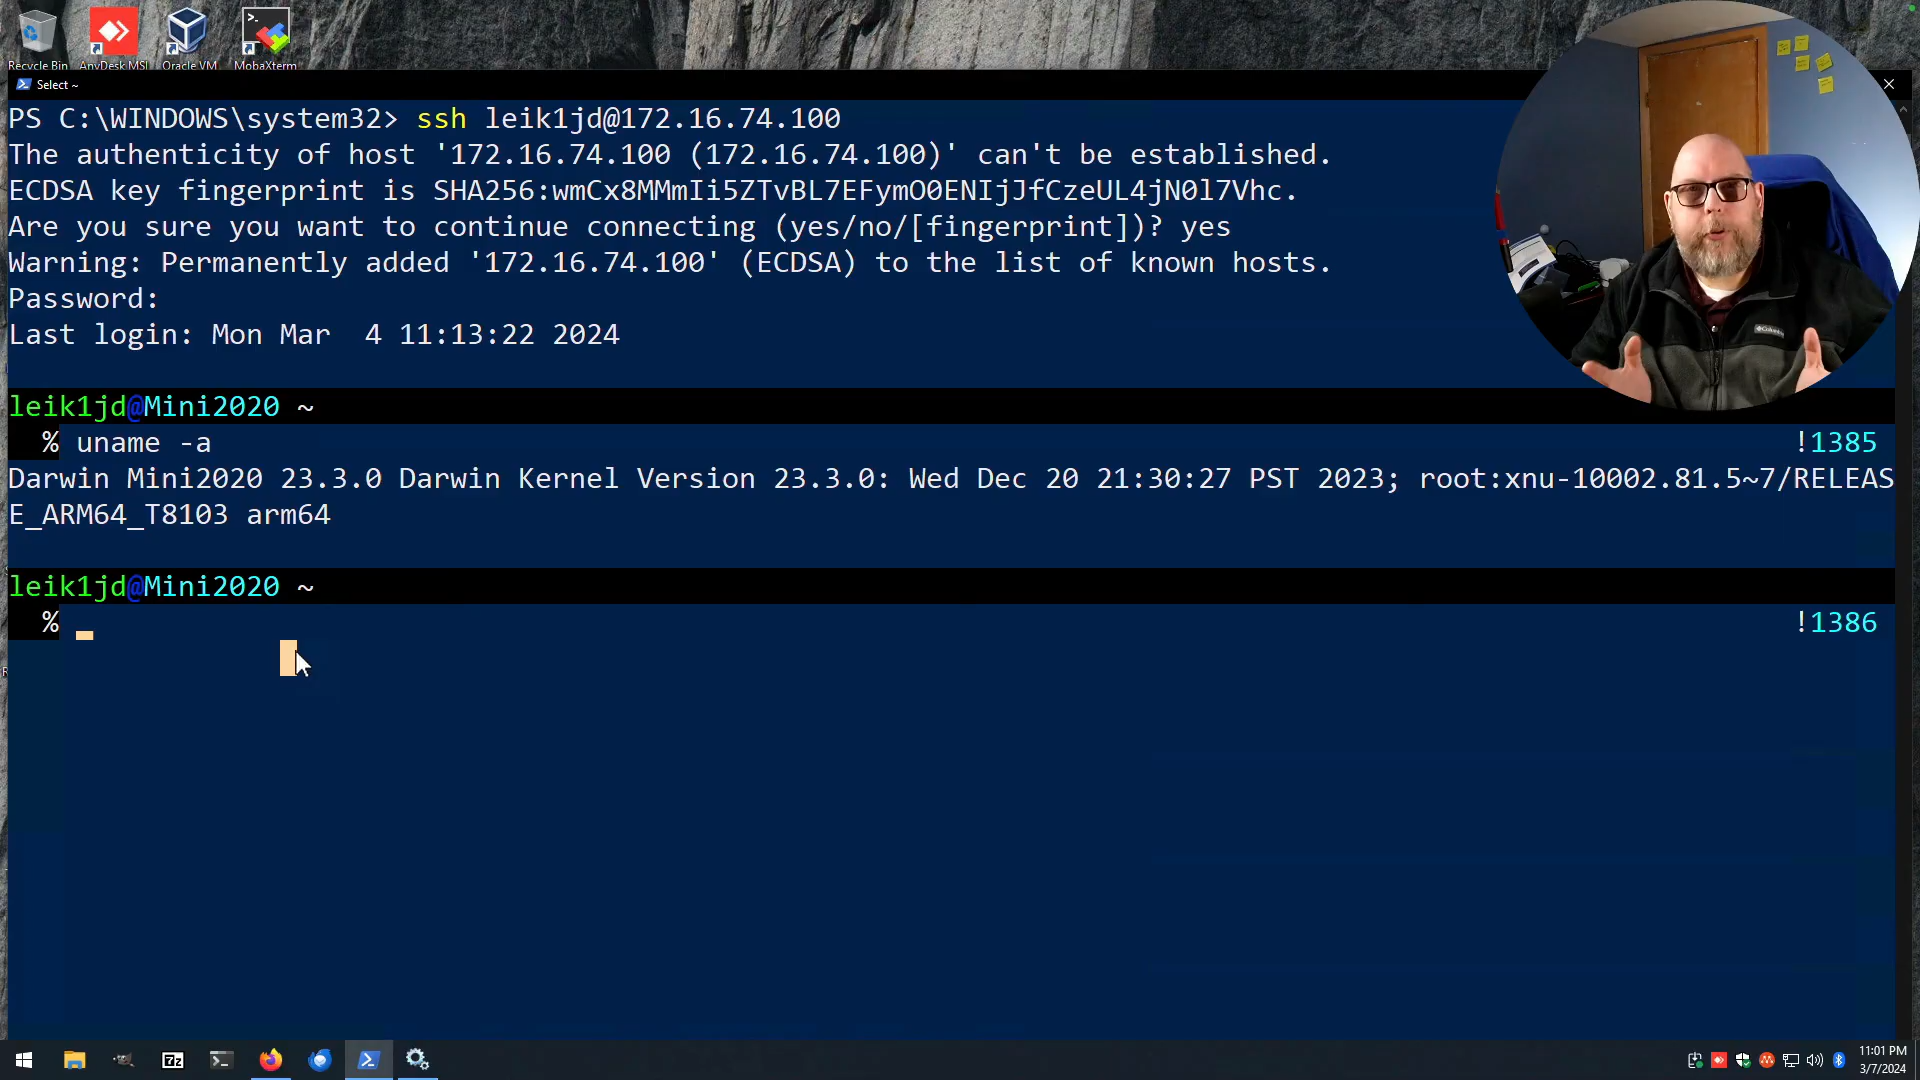 Recycle Bin
AnyDesk MSI
Oracle VM
MobaXterm
Select ~
PS C:\WINDOWS\system32> ssh leik1jd@172.16.74.100
The authenticity of host '172.16.74.100 (172.16.74.100)' can't be established.
ECDSA key fingerprint is SHA256:wmCx8MMmIi5ZTvBL7EFymO0ENIjJfCzeUL4jN0l7Vhc.
Are you sure you want to continue connecting (yes/no/[fingerprint])? yes
Warning: Permanently added '172.16.74.100' (ECDSA) to the list of known hosts.
Password:
Last login: Mon Mar  4 11:13:22 2024
leik1jd@Mini2020 ~
% uname -a !1385
Darwin Mini2020 23.3.0 Darwin Kernel Version 23.3.0: Wed Dec 20 21:30:27 PST 2023; root:xnu-10002.81.5~7/RELEAS
E_ARM64_T8103 arm64
leik1jd@Mini2020 ~
% !1386
7z
11:01 PM
3/7/2024